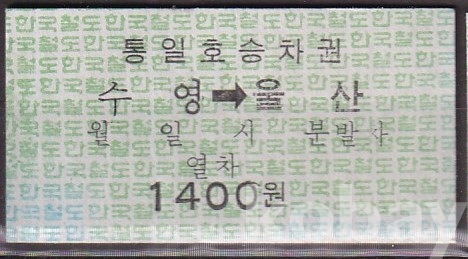 통일호승차권
수 영➡울 산
월 일 시 분발차
열차
1400원